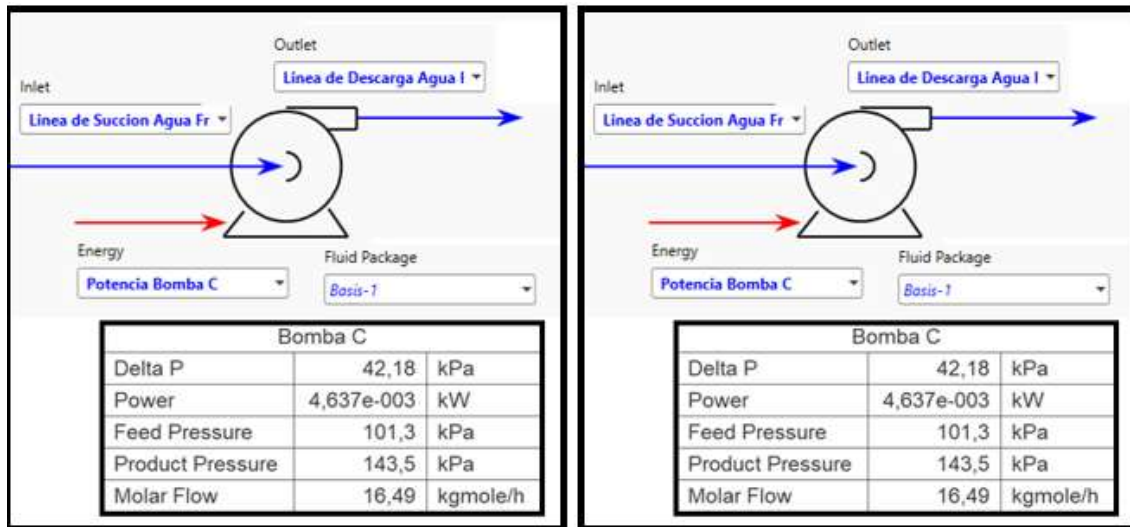 Outlet
Linea de Descarga Agua I
Inlet
Linea de Succion Agua Fr
Energy
Potencia Bomba C
Fluid Package
Basis-1
Bomba C
Delta P 42,18 kPa
Power 4,637e-003 kW
Feed Pressure 101,3 kPa
Product Pressure 143,5 kPa
Molar Flow 16,49 kgmole/h
Outlet
Linea de Descarga Agua I
Inlet
Linea de Succion Agua Fr
Energy
Potencia Bomba C
Fluid Package
Basis-1
Bomba C
Delta P 42,18 kPa
Power 4,637e-003 kW
Feed Pressure 101,3 kPa
Product Pressure 143,5 kPa
Molar Flow 16,49 kgmole/h